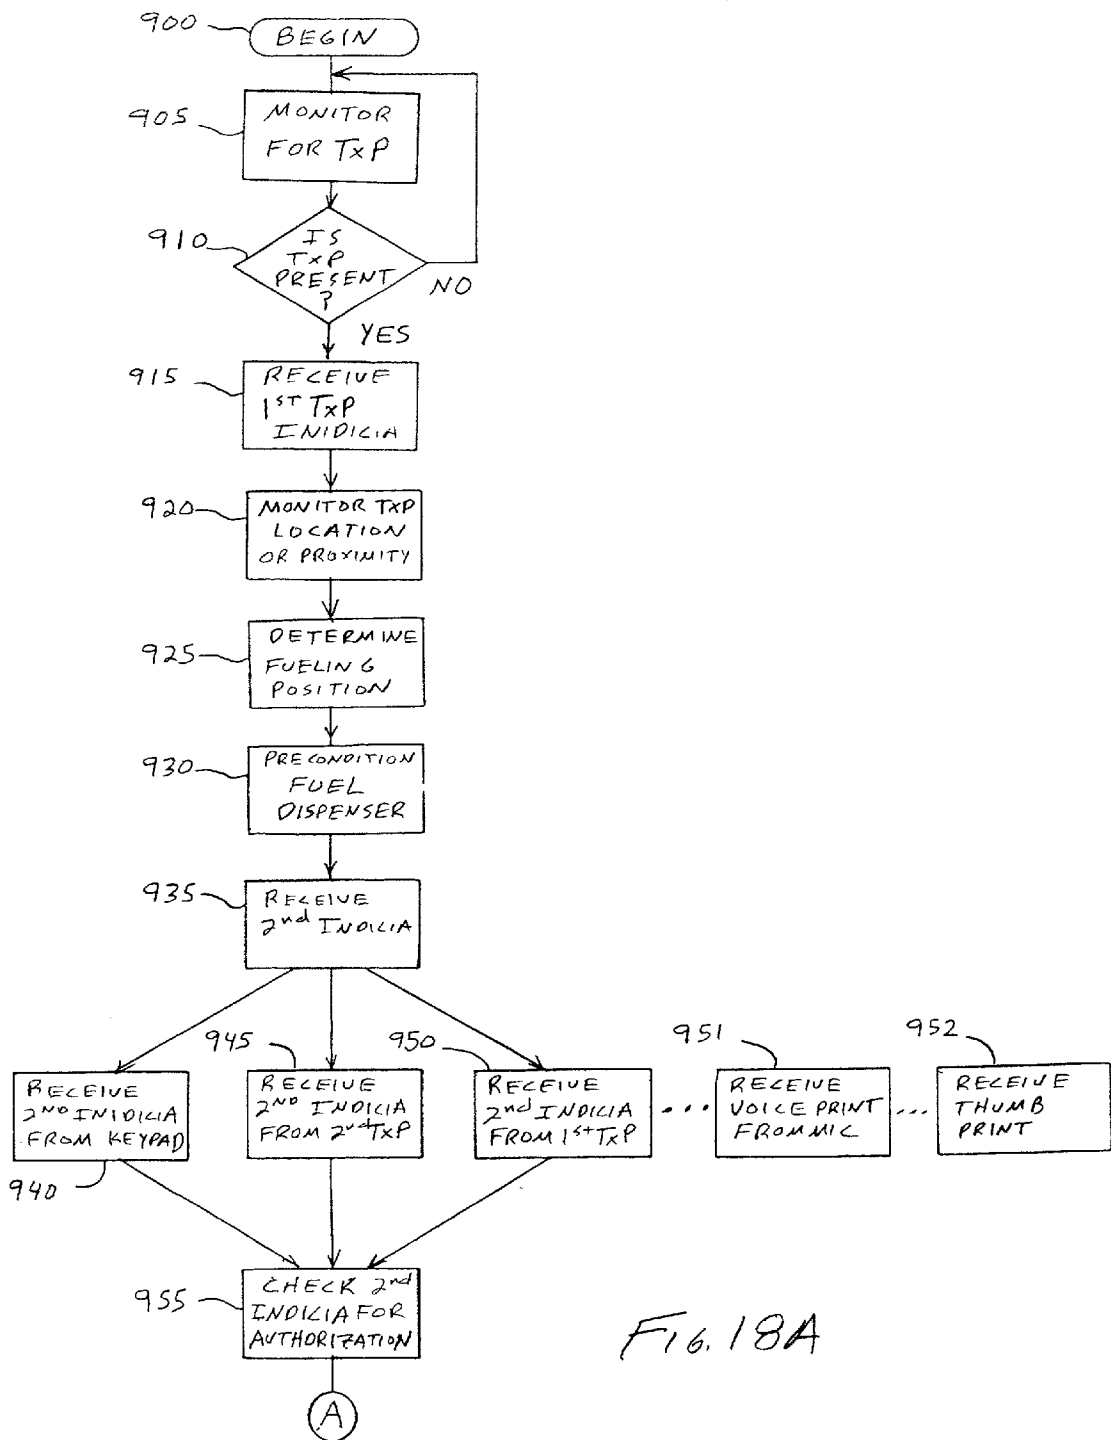 900
BEGIN
905
MONITOR
FOR TXP
910
IS
TXP
PRESENT
?
NO
YES
915
RECEIVE
1ST TXP
INIDICIA
920
MONITOR TXP
LOCATION
OR PROXIMITY
925
DETERMINE
FUELING
POSITION
930
PRECONDITION
FUEL
DISPENSER
935
RECEIVE
2nd INDICIA
940
RECEIVE
2ND INIDICIA
FROM KEYPAD
945
RECEIVE
2ND INDICIA
FROM 2nd TXP
950
RECEIVE
2nd INDICIA
FROM 1st TXP
...
951
RECEIVE
VOICE PRINT
FROM MIC
...
952
RECEIVE
THUMB
PRINT
955
CHECK 2nd
INDICIA FOR
AUTHORIZATION
A
FIG. 18A